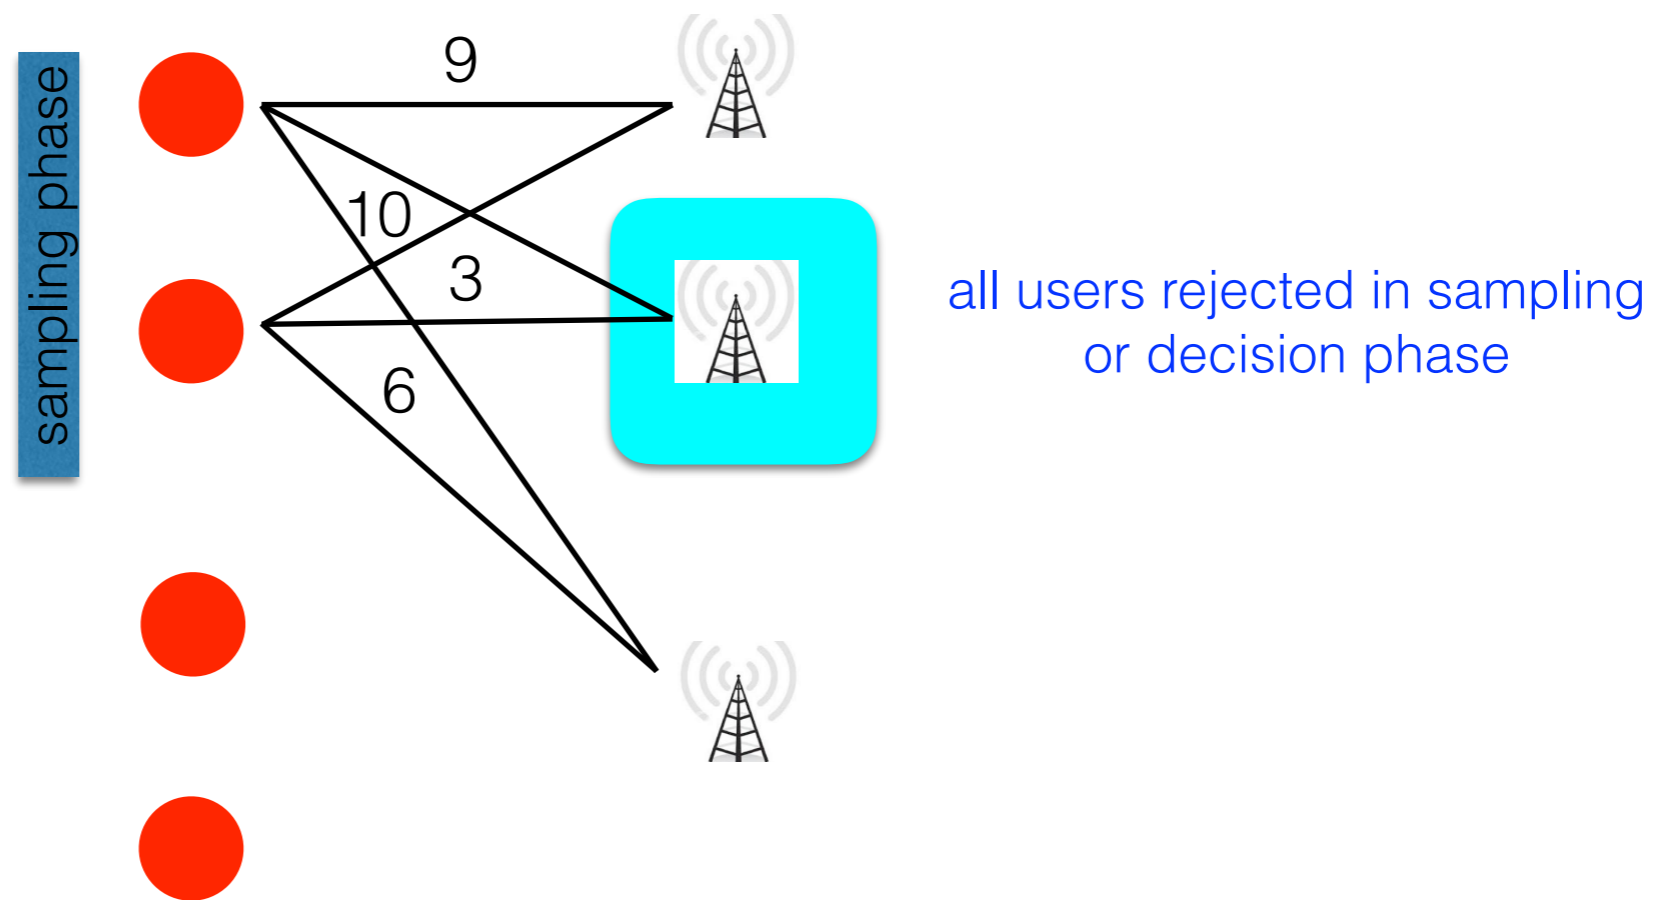 sampling phase
9
10
3
6
all users rejected in sampling
or decision phase